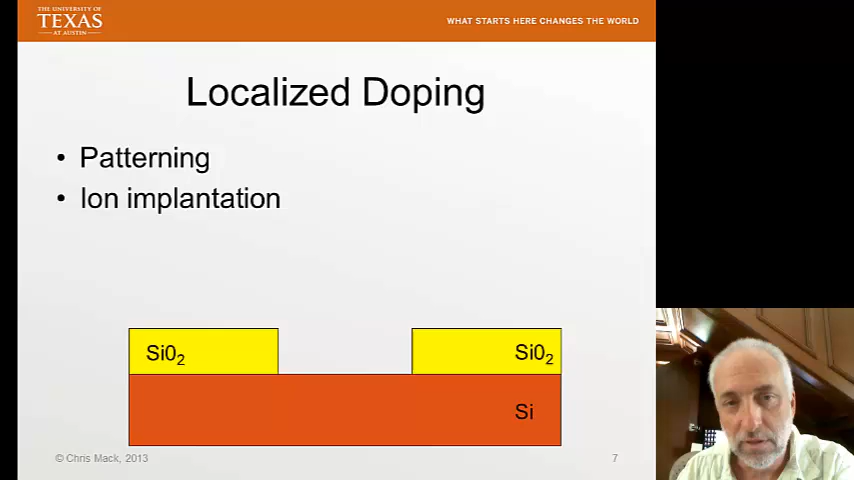 THE UNIVERSITY OF
TEXAS
AT AUSTIN
WHAT STARTS HERE CHANGES THE WORLD
Localized Doping
• Patterning
• Ion implantation
Si0₂
Si0₂
Si
© Chris Mack, 2013
7